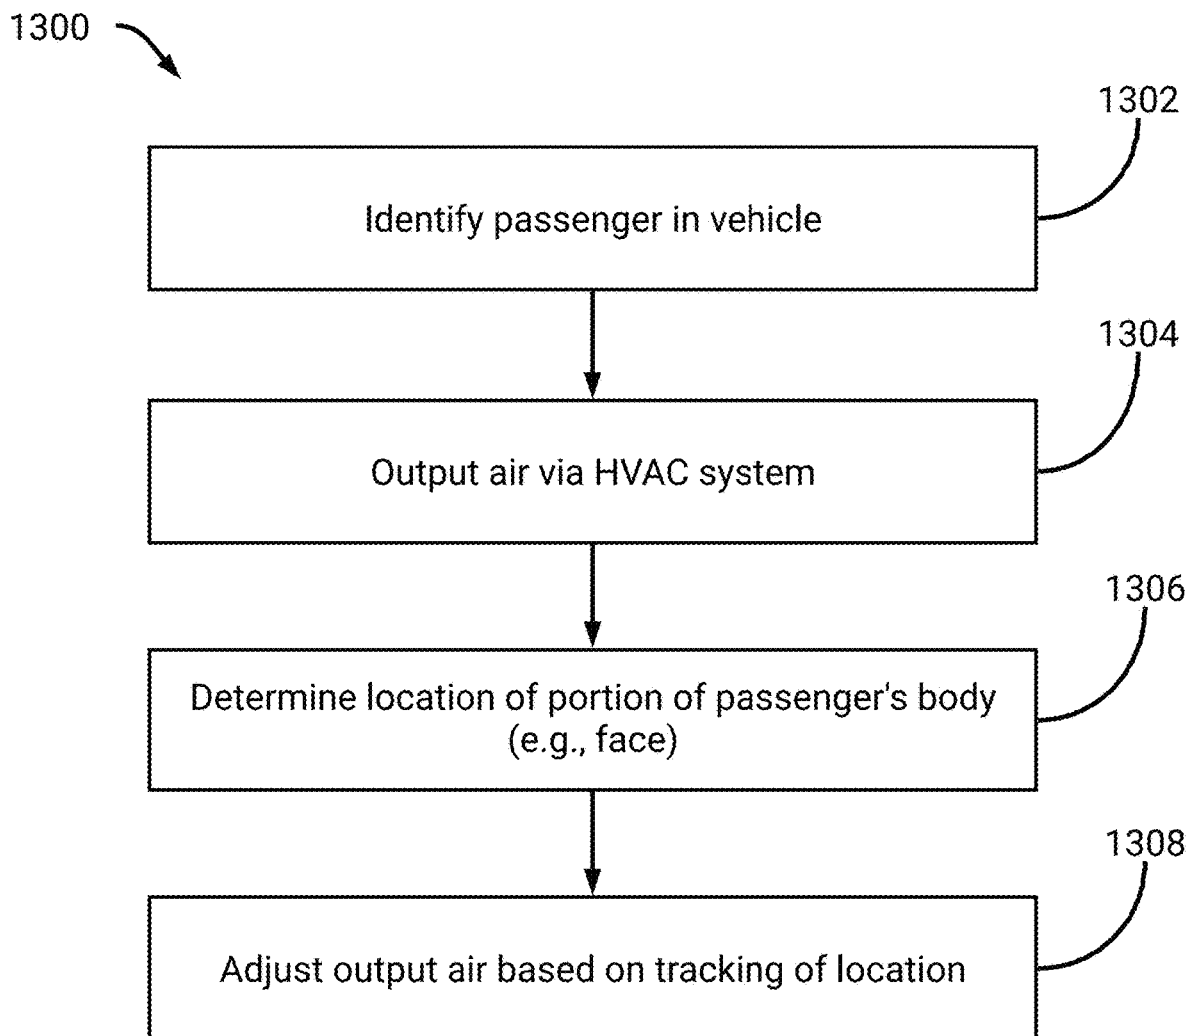 1300
1302
Identify passenger in vehicle
1304
Output air via HVAC system
1306
Determine location of portion of passenger's body
(e.g., face)
1308
Adjust output air based on tracking of location